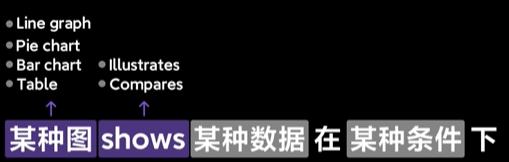 Line graph
Pie chart
Bar chart
Illustrates
Table
Compares
某种图 shows 某种数据 在 某种条件 下